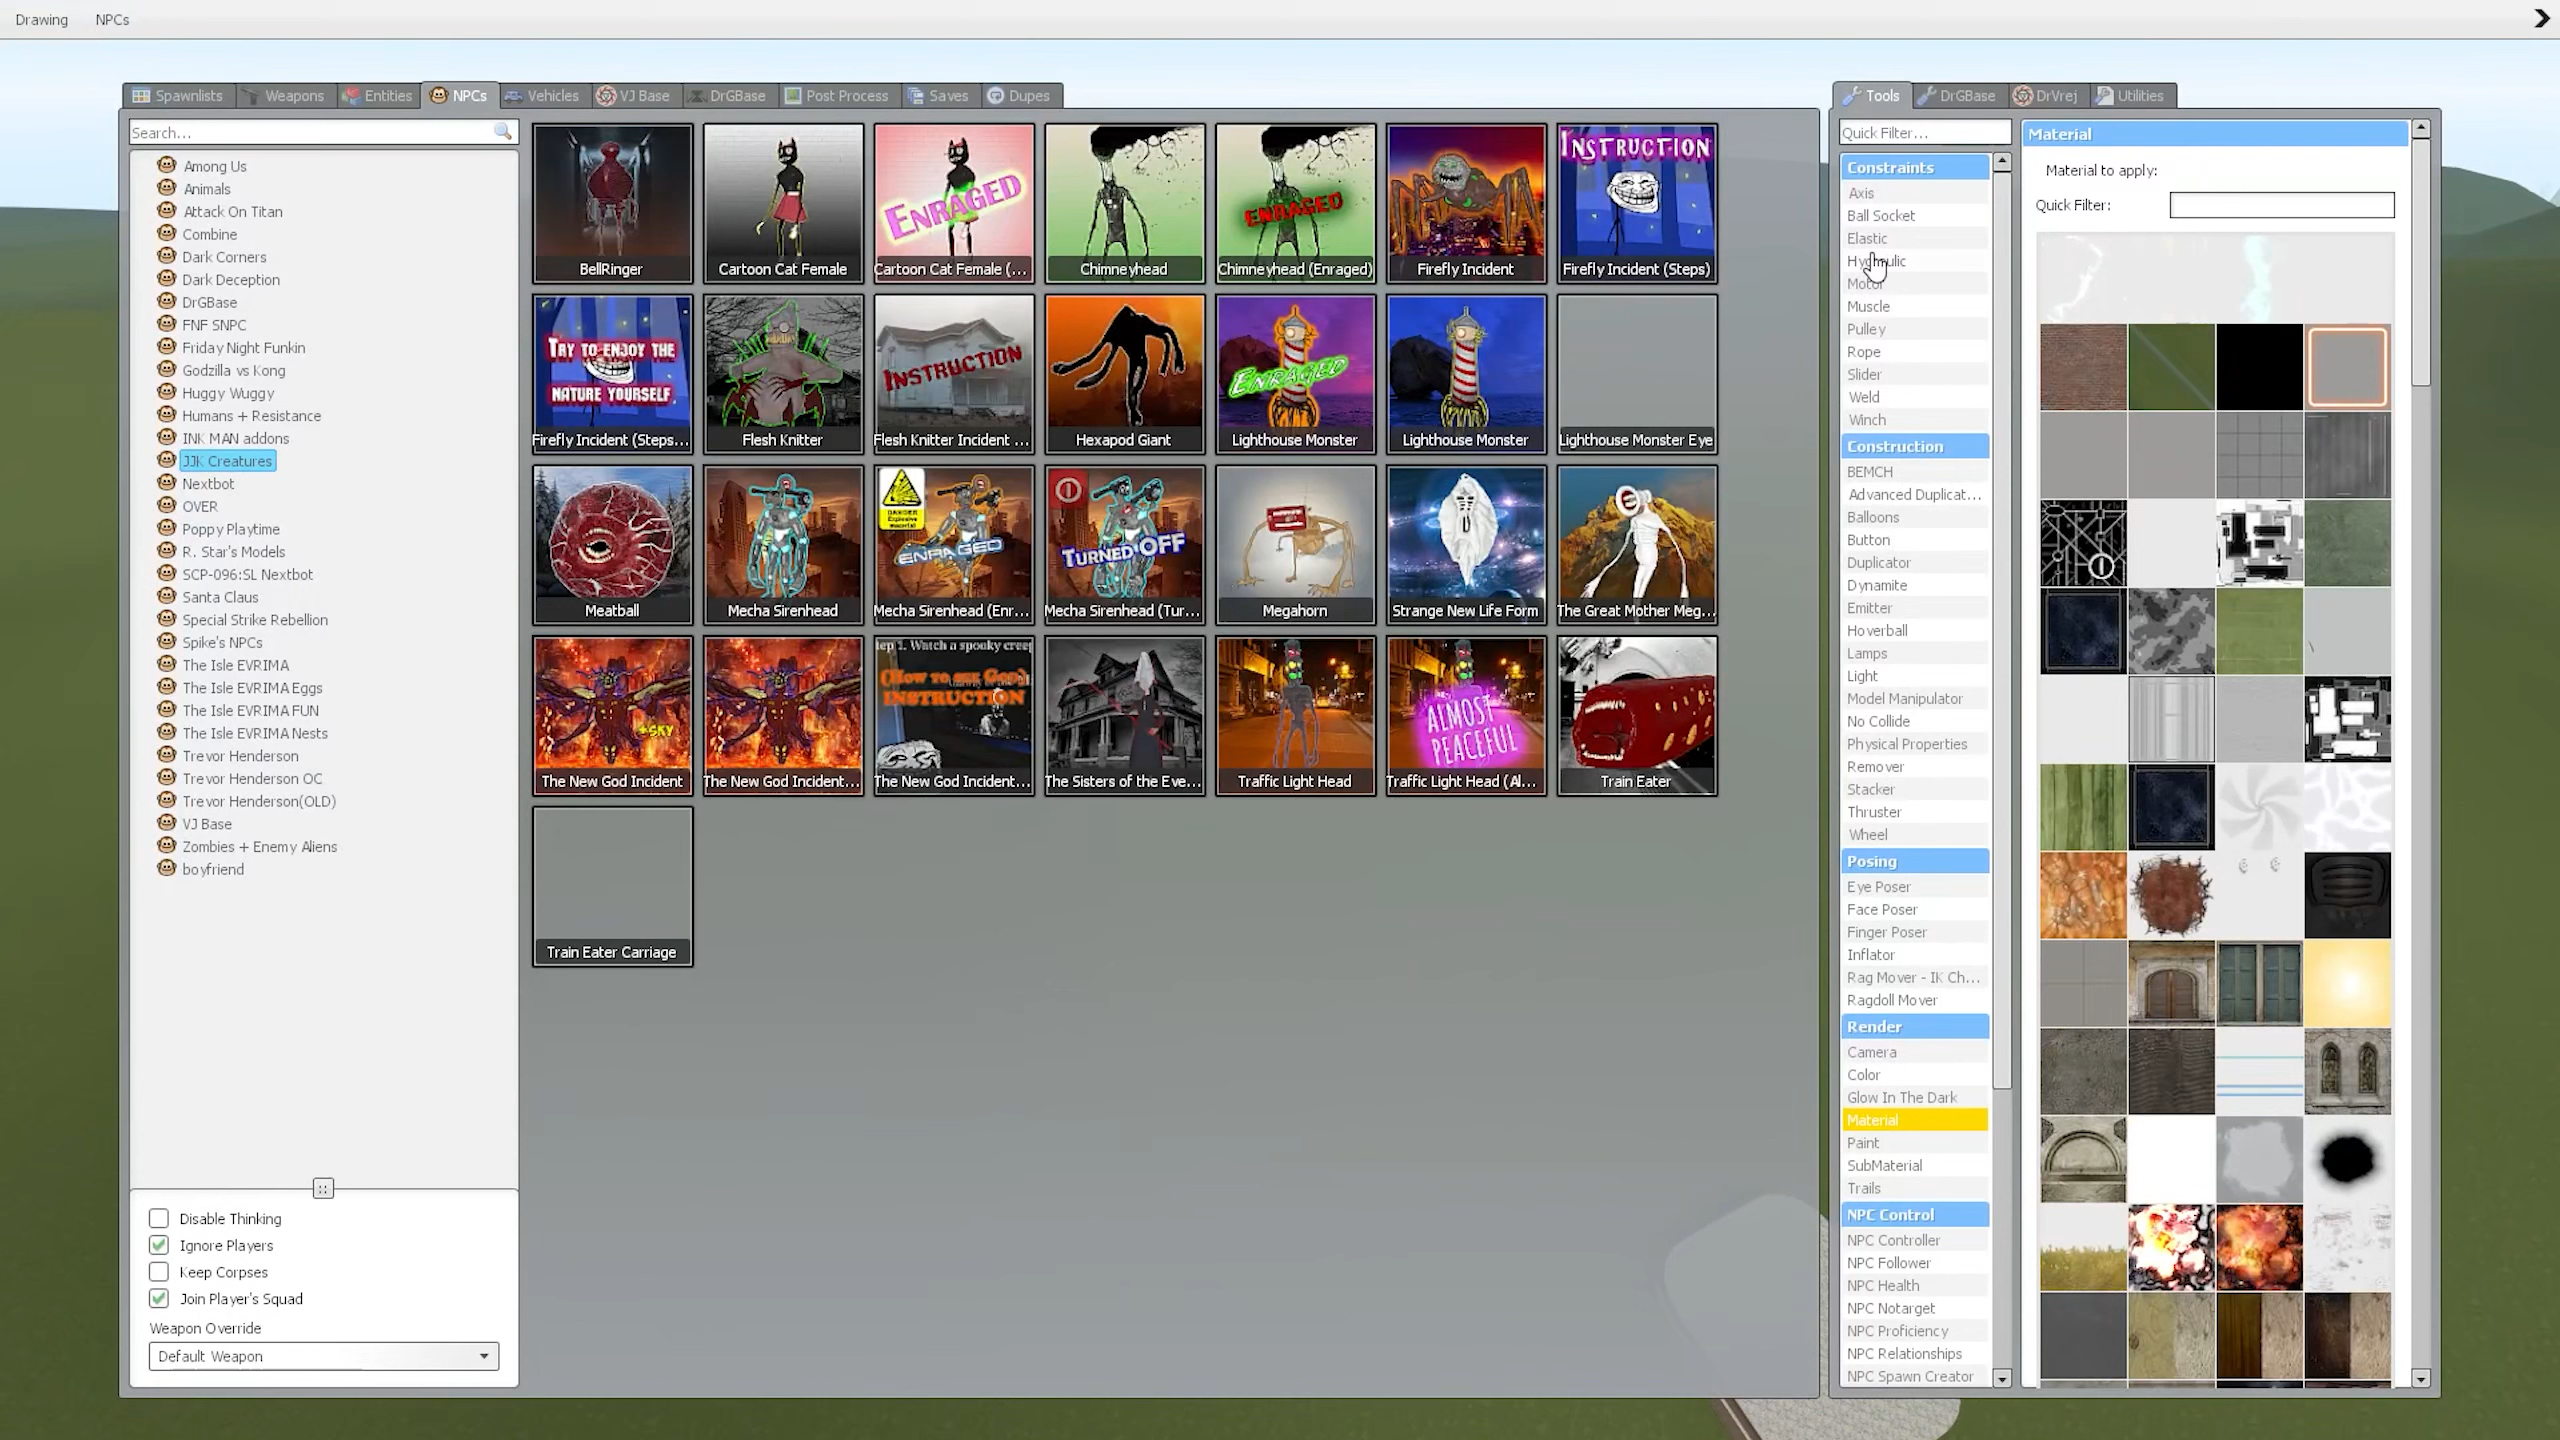 Drawing NPCs
Spawnlists Weapons Entities NPCs Vehicles VJ Base DrGBase Post Process Saves Dupes
Search...
Among Us
Animals
Attack On Titan
Combine
Dark Corners
Dark Deception
DrGBase
FNF SNPC
Friday Night Funkin
Godzilla vs Kong
Huggy Wuggy
Humans + Resistance
INK MAN addons
JJK Creatures
Nextbot
OVER
Poppy Playtime
R. Star's Models
SCP-096:SL Nextbot
Santa Claus
Special Strike Rebellion
Spike's NPCs
The Isle EVRIMA
The Isle EVRIMA Eggs
The Isle EVRIMA FUN
The Isle EVRIMA Nests
Trevor Henderson
Trevor Henderson OC
Trevor Henderson(OLD)
VJ Base
Zombies + Enemy Aliens
boyfriend
Disable Thinking
Ignore Players
Keep Corpses
Join Player's Squad
Weapon Override
Default Weapon
ENRAGED
ENRAGED
INSTRUCTION
BellRinger Cartoon Cat Female Cartoon Cat Female (... Chimneyhead Chimneyhead (Enraged) Firefly Incident Firefly Incident (Steps)
TRY TO ENJOY THE
NATURE YOURSELF
INSTRUCTION
ENRAGED
Firefly Incident (Steps... Flesh Knitter Flesh Knitter Incident ... Hexapod Giant Lighthouse Monster Lighthouse Monster Lighthouse Monster Eye
DANGER
Explosive
material
ENRAGED
TURNED OFF
Meatball Mecha Sirenhead Mecha Sirenhead (Enr... Mecha Sirenhead (Tur... Megahorn Strange New Life Form The Great Mother Meg...
+SKY
tep 1. Watch a spooky creep
INSTRUCTION
ALMOST
PEACEFUL
The New God Incident The New God Incident... The New God Incident... The Sisters of the Eve... Traffic Light Head Traffic Light Head (Al... Train Eater
Train Eater Carriage
Tools DrGBase DrVrej Utilities
Quick Filter...
Constraints
Axis
Ball Socket
Elastic
Hydraulic
Motor
Muscle
Pulley
Rope
Slider
Weld
Winch
Construction
BEMCH
Advanced Duplicat...
Balloons
Button
Duplicator
Dynamite
Emitter
Hoverball
Lamps
Light
Model Manipulator
No Collide
Physical Properties
Remover
Stacker
Thruster
Wheel
Posing
Eye Poser
Face Poser
Finger Poser
Inflator
Rag Mover - IK Ch...
Ragdoll Mover
Render
Camera
Color
Glow In The Dark
Material
Paint
SubMaterial
Trails
NPC Control
NPC Controller
NPC Follower
NPC Health
NPC Notarget
NPC Proficiency
NPC Relationships
NPC Spawn Creator
Material
Material to apply:
Quick Filter: